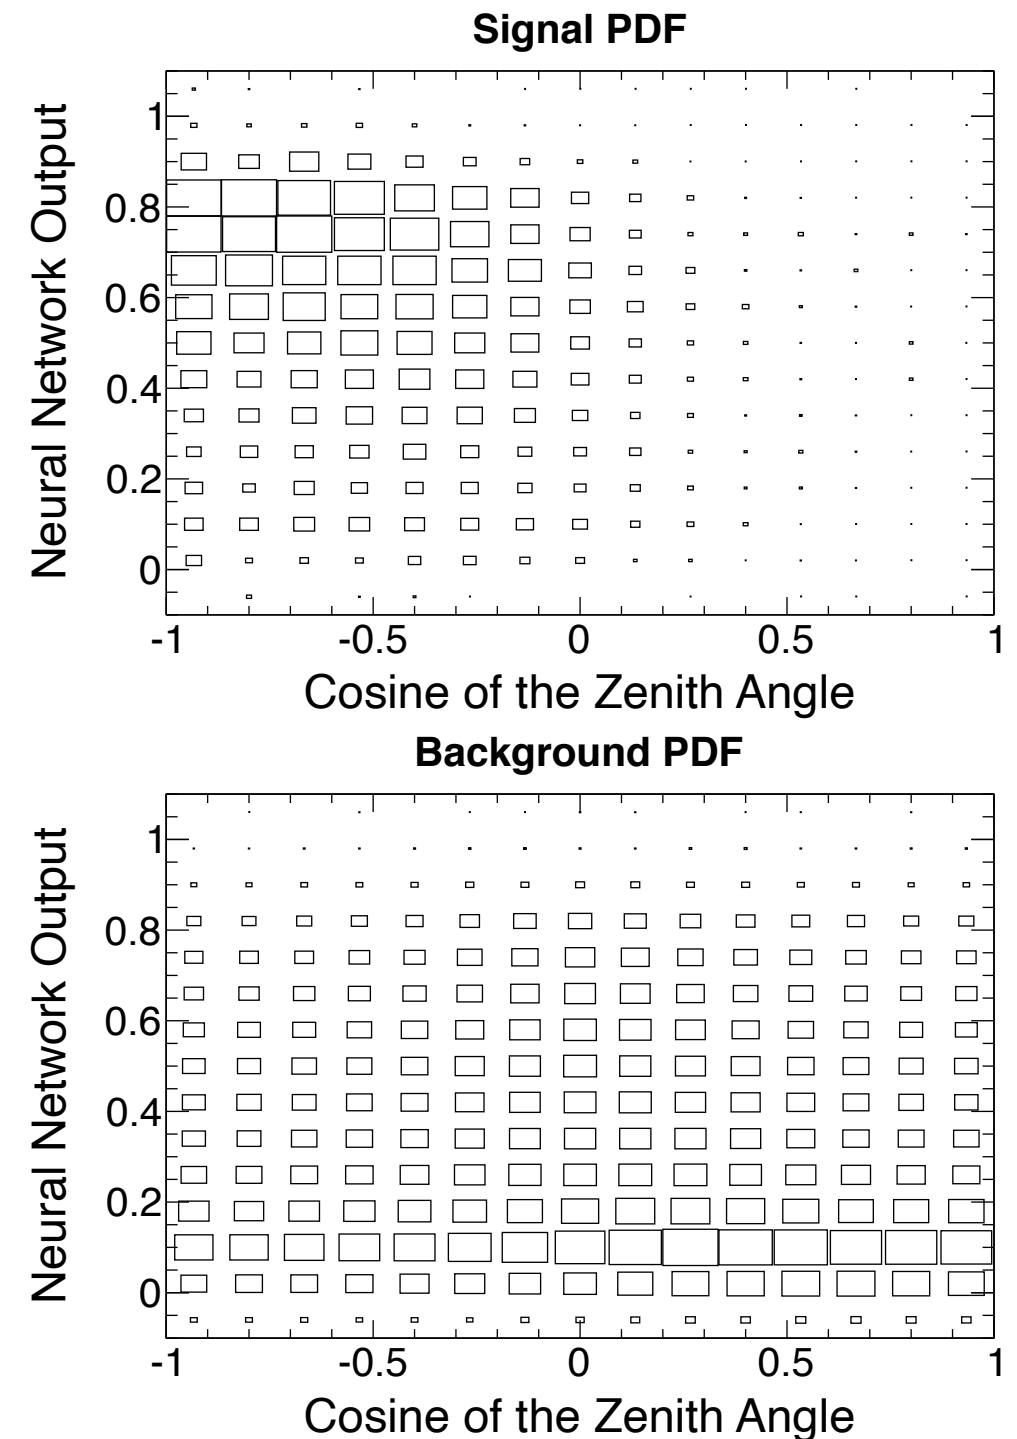 Signal PDF
Neural Network Output
1
0.8
0.6
0.4
0.2
0
-1 -0.5 0 0.5 1
Cosine of the Zenith Angle
Background PDF
Neural Network Output
1
0.8
0.6
0.4
0.2
0
-1 -0.5 0 0.5 1
Cosine of the Zenith Angle